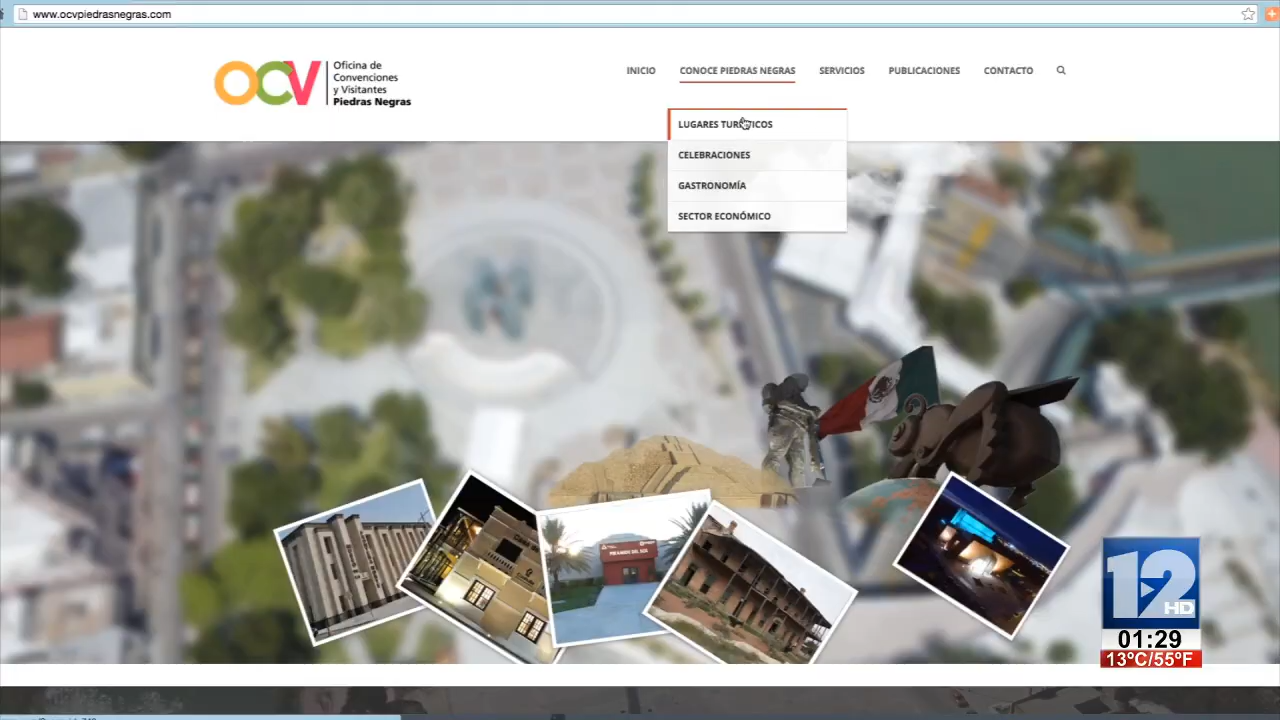 www.ocvpiedrasnegras.com
OCV
Oficina de
Convenciones
y Visitantes
Piedras Negras
INICIO
CONOCE PIEDRAS NEGRAS
SERVICIOS
PUBLICACIONES
CONTACTO
LUGARES TURÍSTICOS
CELEBRACIONES
GASTRONOMÍA
SECTOR ECONÓMICO
12
HD
01:29
13°C/55°F